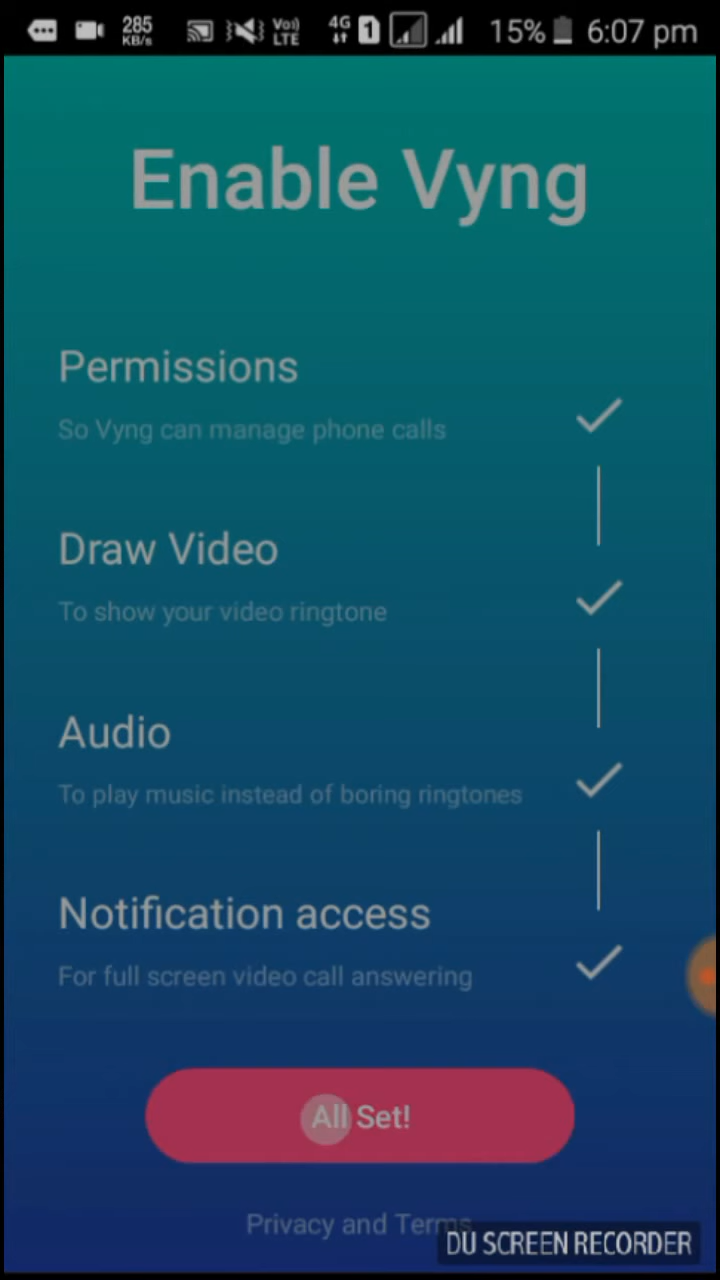 285
KB/s
Vo))
LTE
4G
1
15%
6:07 pm
Enable Vyng
Permissions
So Vyng can manage phone calls
Draw Video
To show your video ringtone
Audio
To play music instead of boring ringtones
Notification access
For full screen video call answering
All Set!
Privacy and Terms
DU SCREEN RECORDER